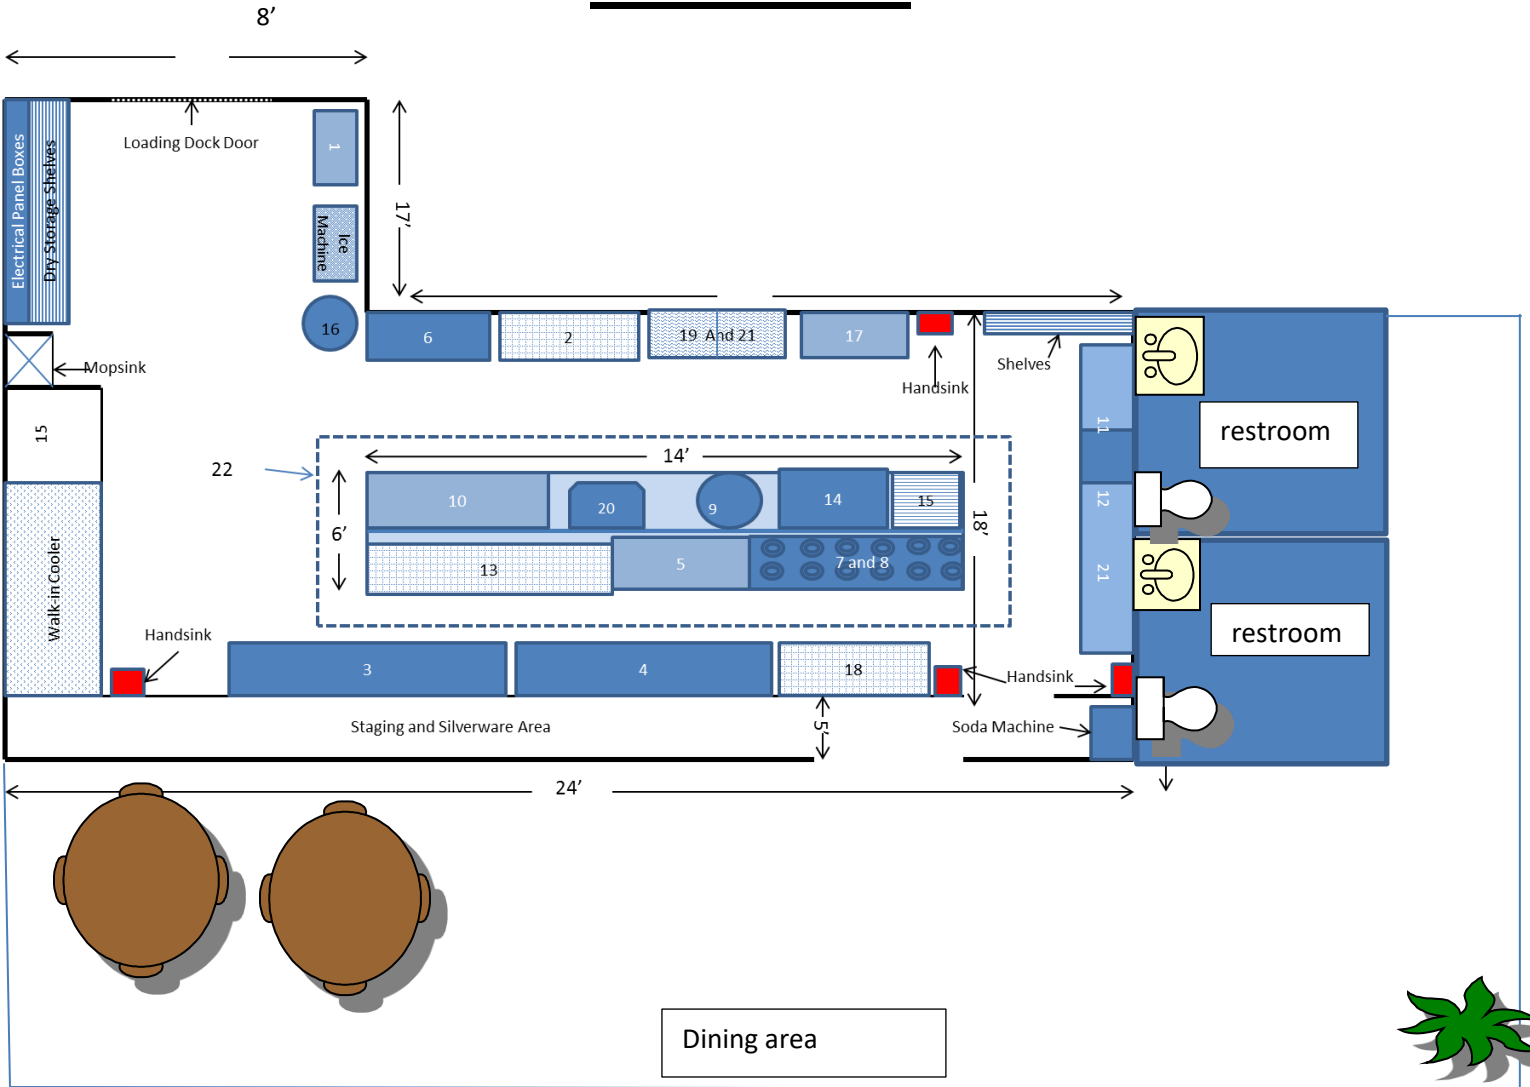 8’
Loading Dock Door
Electrical Panel Boxes
Dry Storage Shelves
1
17’
Ice
Machine
16
6
2
19 And 21
17
Handsink
Shelves
Mopsink
15
11
restroom
22
14’
10
20
9
14
15
18’
12
6’
13
5
7 and 8
21
Walk-in Cooler
restroom
Handsink
3
4
18
Handsink
Staging and Silverware Area
5’
Soda Machine
24’
Dining area